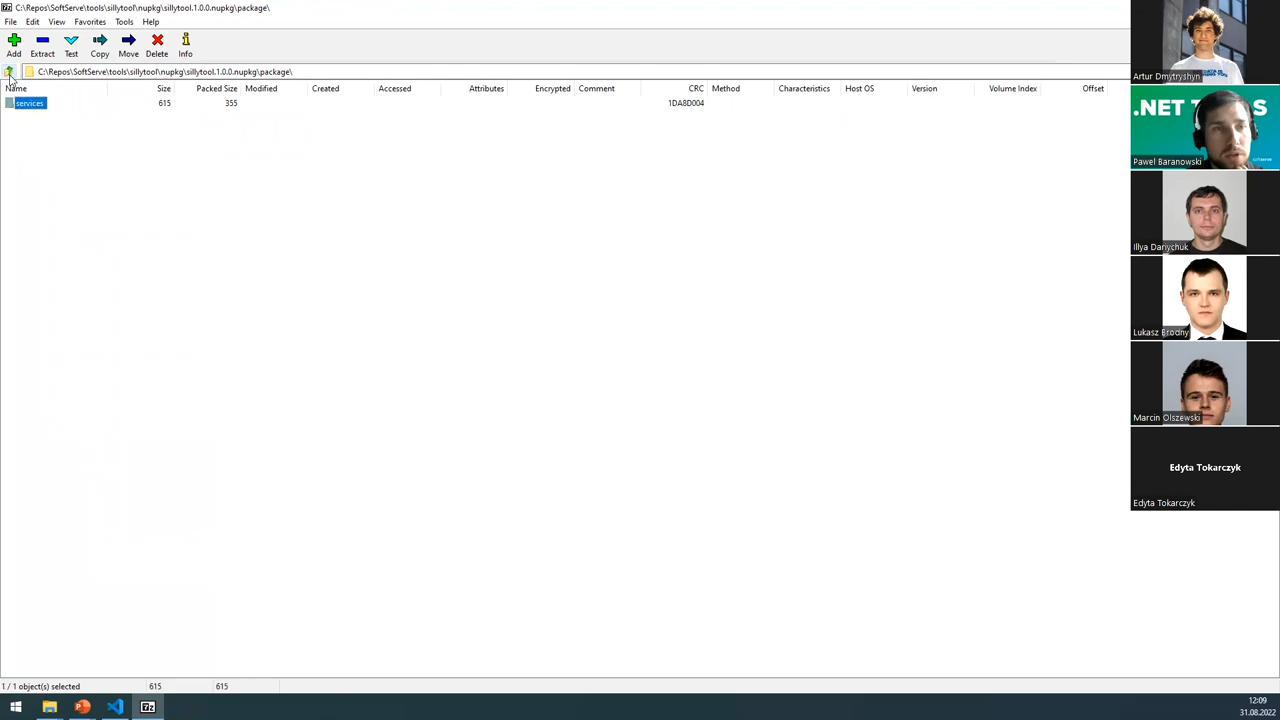 C:\Repos\SoftServe\tools\sillytool\nupkg\sillytool.1.0.0.nupkg\package\
File Edit View Favorites Tools Help
Add Extract Test Copy Move Delete Info
C:\Repos\SoftServe\tools\sillytool\nupkg\sillytool.1.0.0.nupkg\package\
Name Size Packed Size Modified Created Accessed Attributes Encrypted Comment CRC Method Characteristics Host OS Version Volume Index Offset
services 615 355 1DA8D004
Artur Dmytryshyn
.NET
Pawel Baranowski
softserve
Illya Danychuk
Lukasz Brodny
Marcin Olszewski
Edyta Tokarczyk
Edyta Tokarczyk
1 / 1 object(s) selected 615 615
7z
12:09
31.08.2022